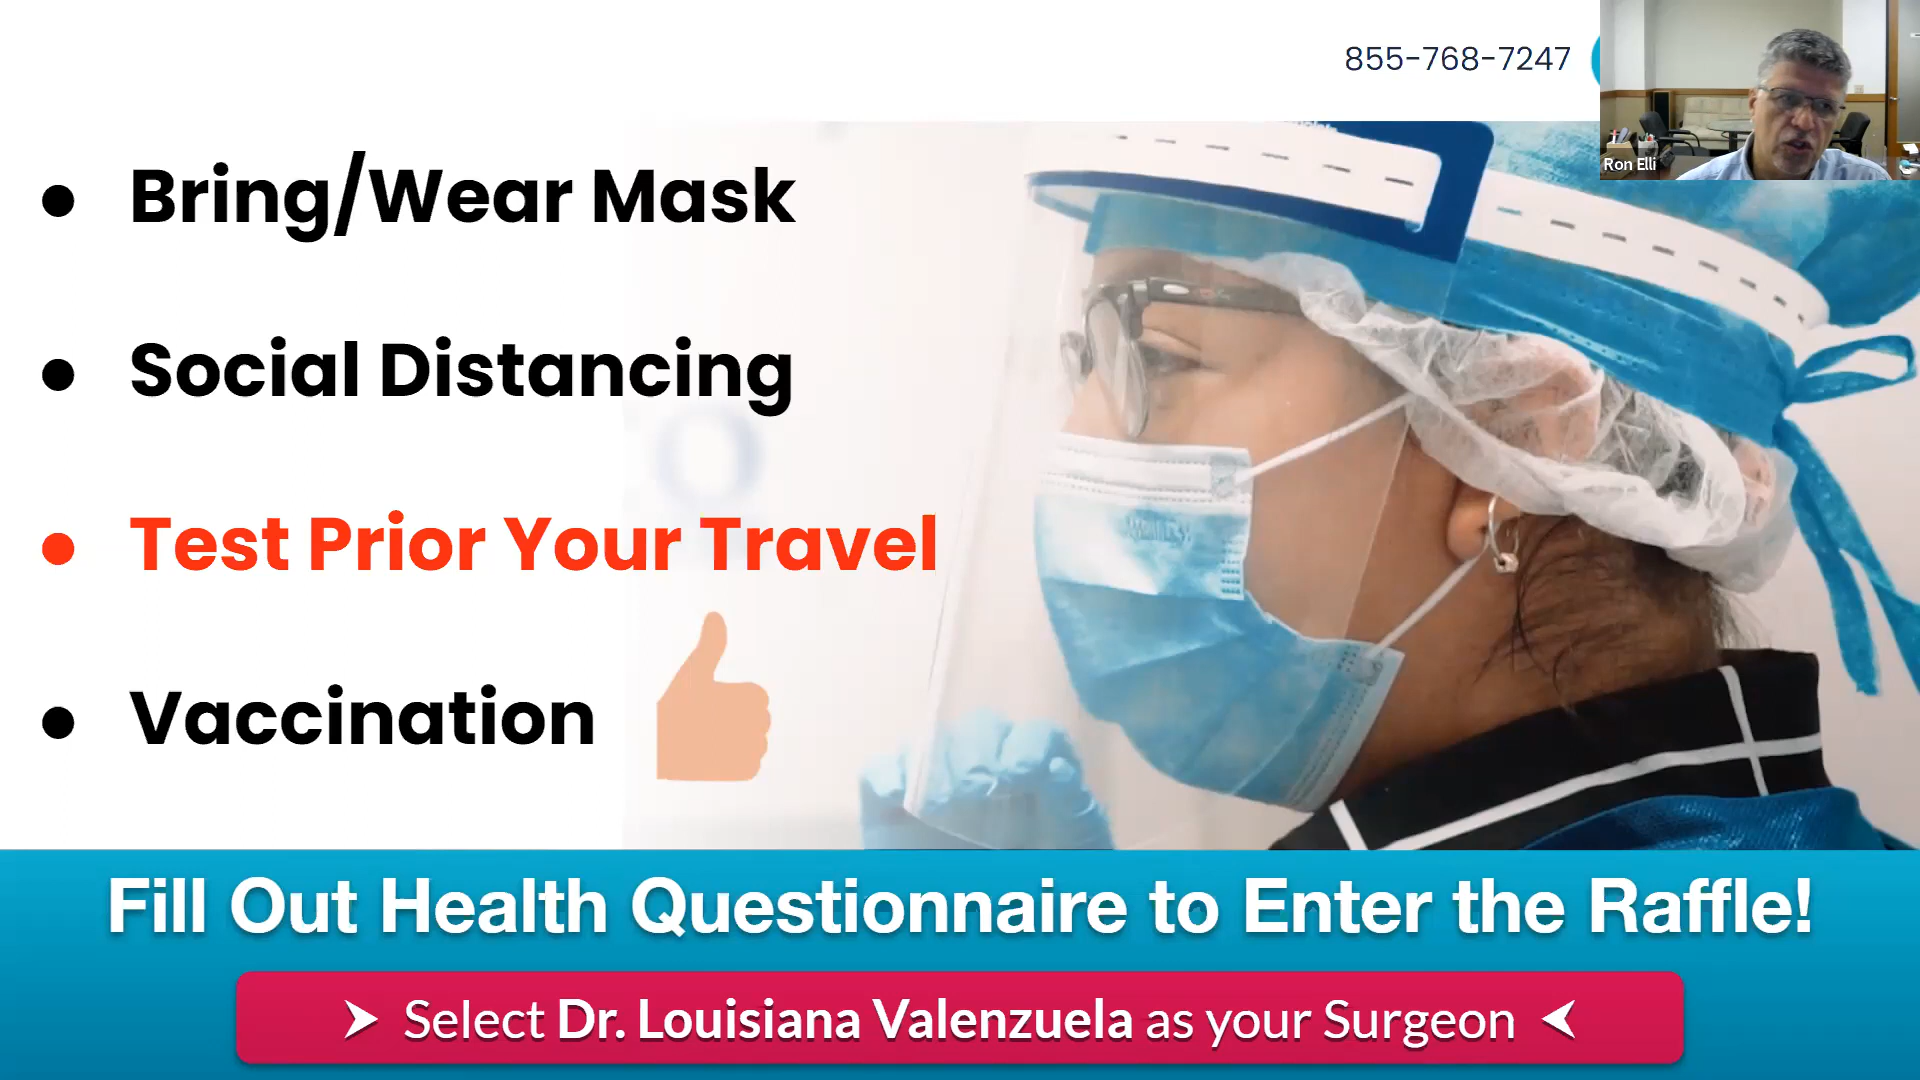 855-768-7247
Ron Elli
• Bring/Wear Mask
• Social Distancing
• Test Prior Your Travel
• Vaccination
Fill Out Health Questionnaire to Enter the Raffle!
➤ Select Dr. Louisiana Valenzuela as your Surgeon ⮜